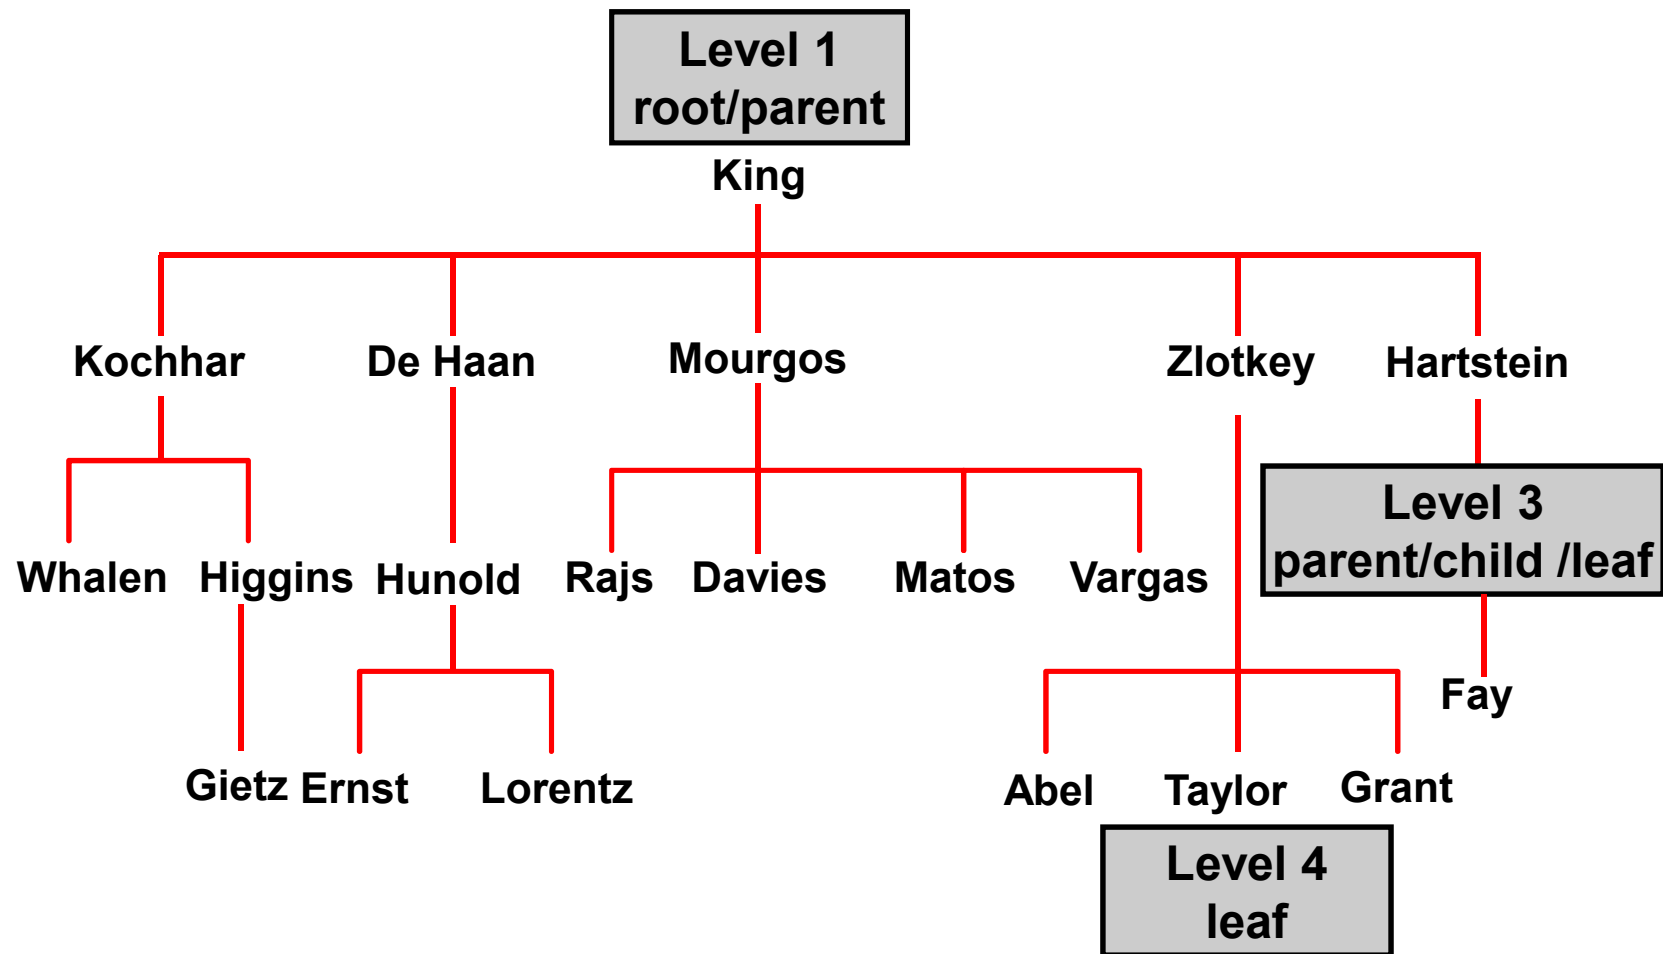 Level 1
root/parent
King
Kochhar De Haan Mourgos Zlotkey Hartstein
Level 3
parent/child /leaf
Whalen Higgins Hunold Rajs Davies Matos Vargas
Fay
Gietz Ernst Lorentz Abel Taylor Grant
Level 4
leaf